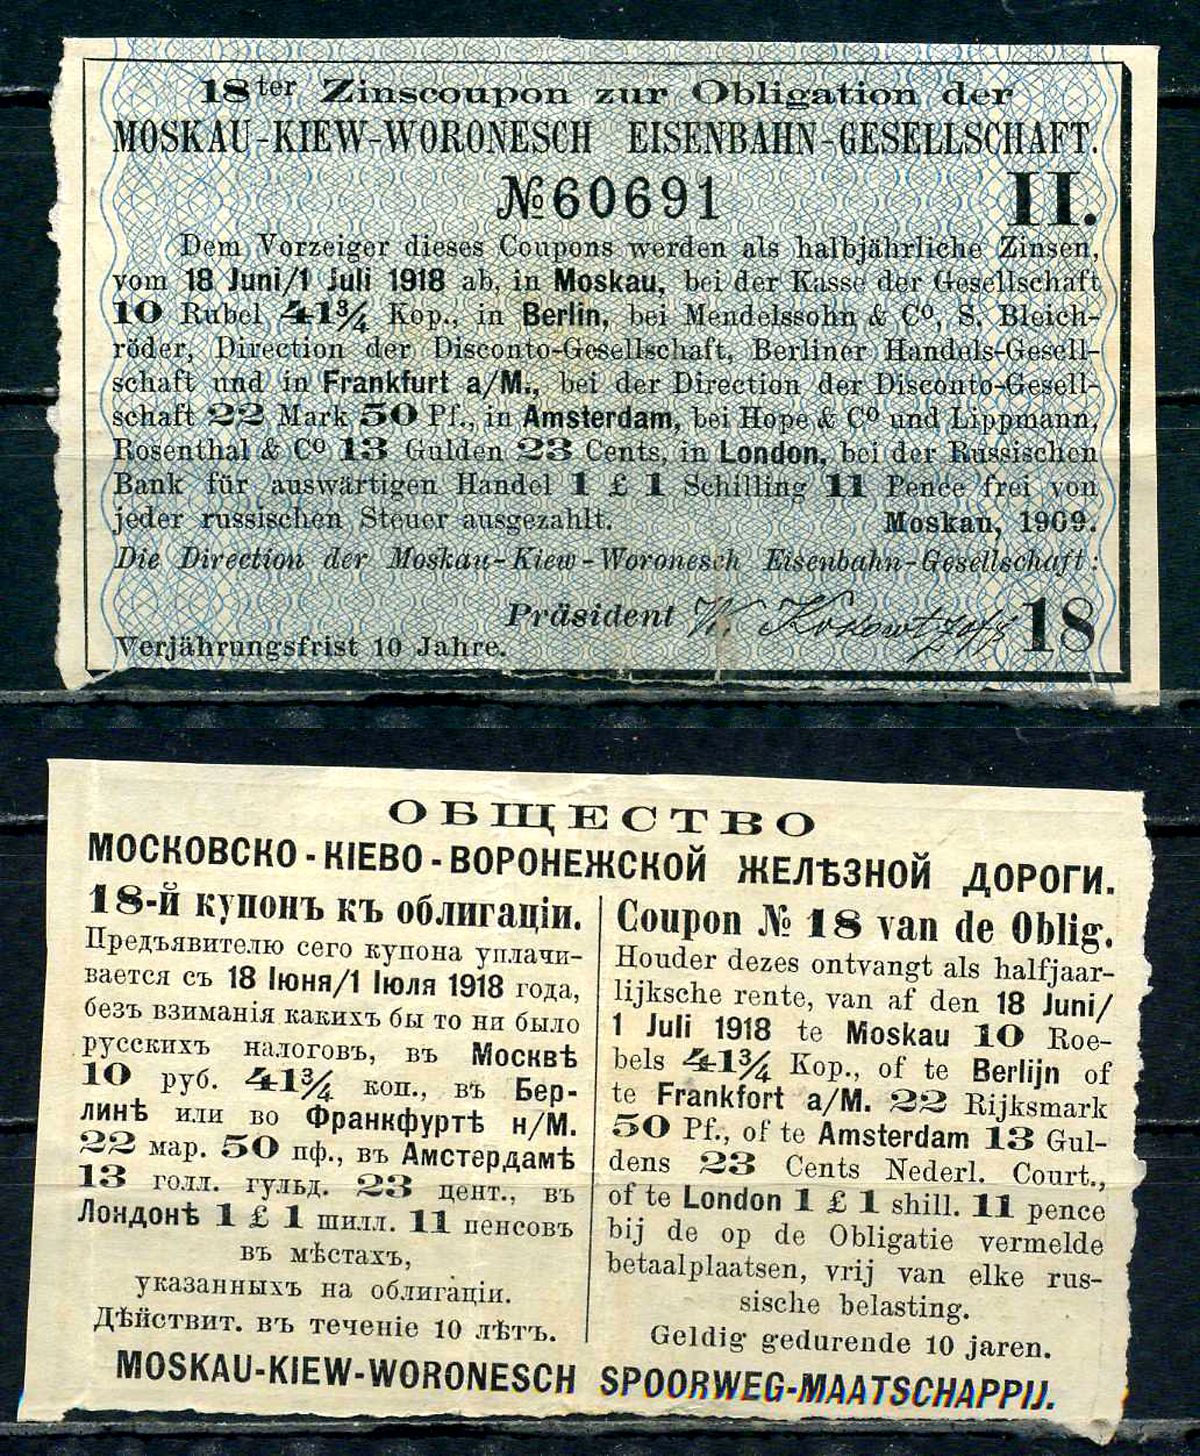 18ter Zinscoupon zur Obligation der
MOSKAU-KIEW-WORONESCH EISENBAHN-GESELLSCHAFT.
№60691
II.
Dem Vorzeiger dieses Coupons werden als halbjährliche Zinsen,
vom 18 Juni/1 Juli 1918 ab, in Moskau, bei der Kasse der Gesellschaft
10 Rubel 41¾ Kop., in Berlin, bei Mendelssohn & Cº, S. Bleich-
röder, Direction der Disconto-Gesellschaft, Berliner Handels-Gesell-
schaft und in Frankfurt a/M., bei der Direction der Disconto-Gesell-
schaft 22 Mark 50 Pf., in Amsterdam, bei Hope & Cº und Lippmann,
Rosenthal & Cº 13 Gulden 23 Cents, in London, bei der Russischen
Bank für auswärtigen Handel 1 £ 1 Schilling 11 Pence frei von
jeder russischen Steuer ausgezahlt. Moskau, 1909.
Die Direction der Moskau-Kiew-Woronesch Eisenbahn-Gesellschaft:
Präsident
18
Verjährungsfrist 10 Jahre.
ОБЩЕСТВО
МОСКОВСКО-КІЕВО-ВОРОНЕЖСКОЙ ЖЕЛѢЗНОЙ ДОРОГИ.
18-й купонъ къ облигаціи.
Предъявителю сего купона уплачи-
вается съ 18 Іюня/1 Іюля 1918 года,
безъ взиманія какихъ бы то ни было
русскихъ налоговъ, въ Москвѣ
10 руб. 41¾ коп., въ Бер-
линѣ или во Франкфуртѣ н/М.
22 мар. 50 пф., въ Амстердамѣ
13 голл. гульд. 23 цент., въ
Лондонѣ 1 £ 1 шилл. 11 пенсовъ
въ мѣстахъ,
указанныхъ на облигаціи.
Дѣйствит. въ теченіе 10 лѣтъ.
Coupon № 18 van de Oblig.
Houder dezes ontvangt als halfjaar-
lijksche rente, van af den 18 Juni/
1 Juli 1918 te Moskau 10 Roe-
bels 41¾ Kop., of te Berlijn of
te Frankfort a/M. 22 Rijksmark
50 Pf., of te Amsterdam 13 Gul-
dens 23 Cents Nederl. Court.,
of te London 1 £ 1 shill. 11 pence
bij de op de Obligatie vermelde
betaalplaatsen, vrij van elke rus-
sische belasting.
Geldig gedurende 10 jaren.
MOSKAU-KIEW-WORONESCH SPOORWEG-MAATSCHAPPIJ.